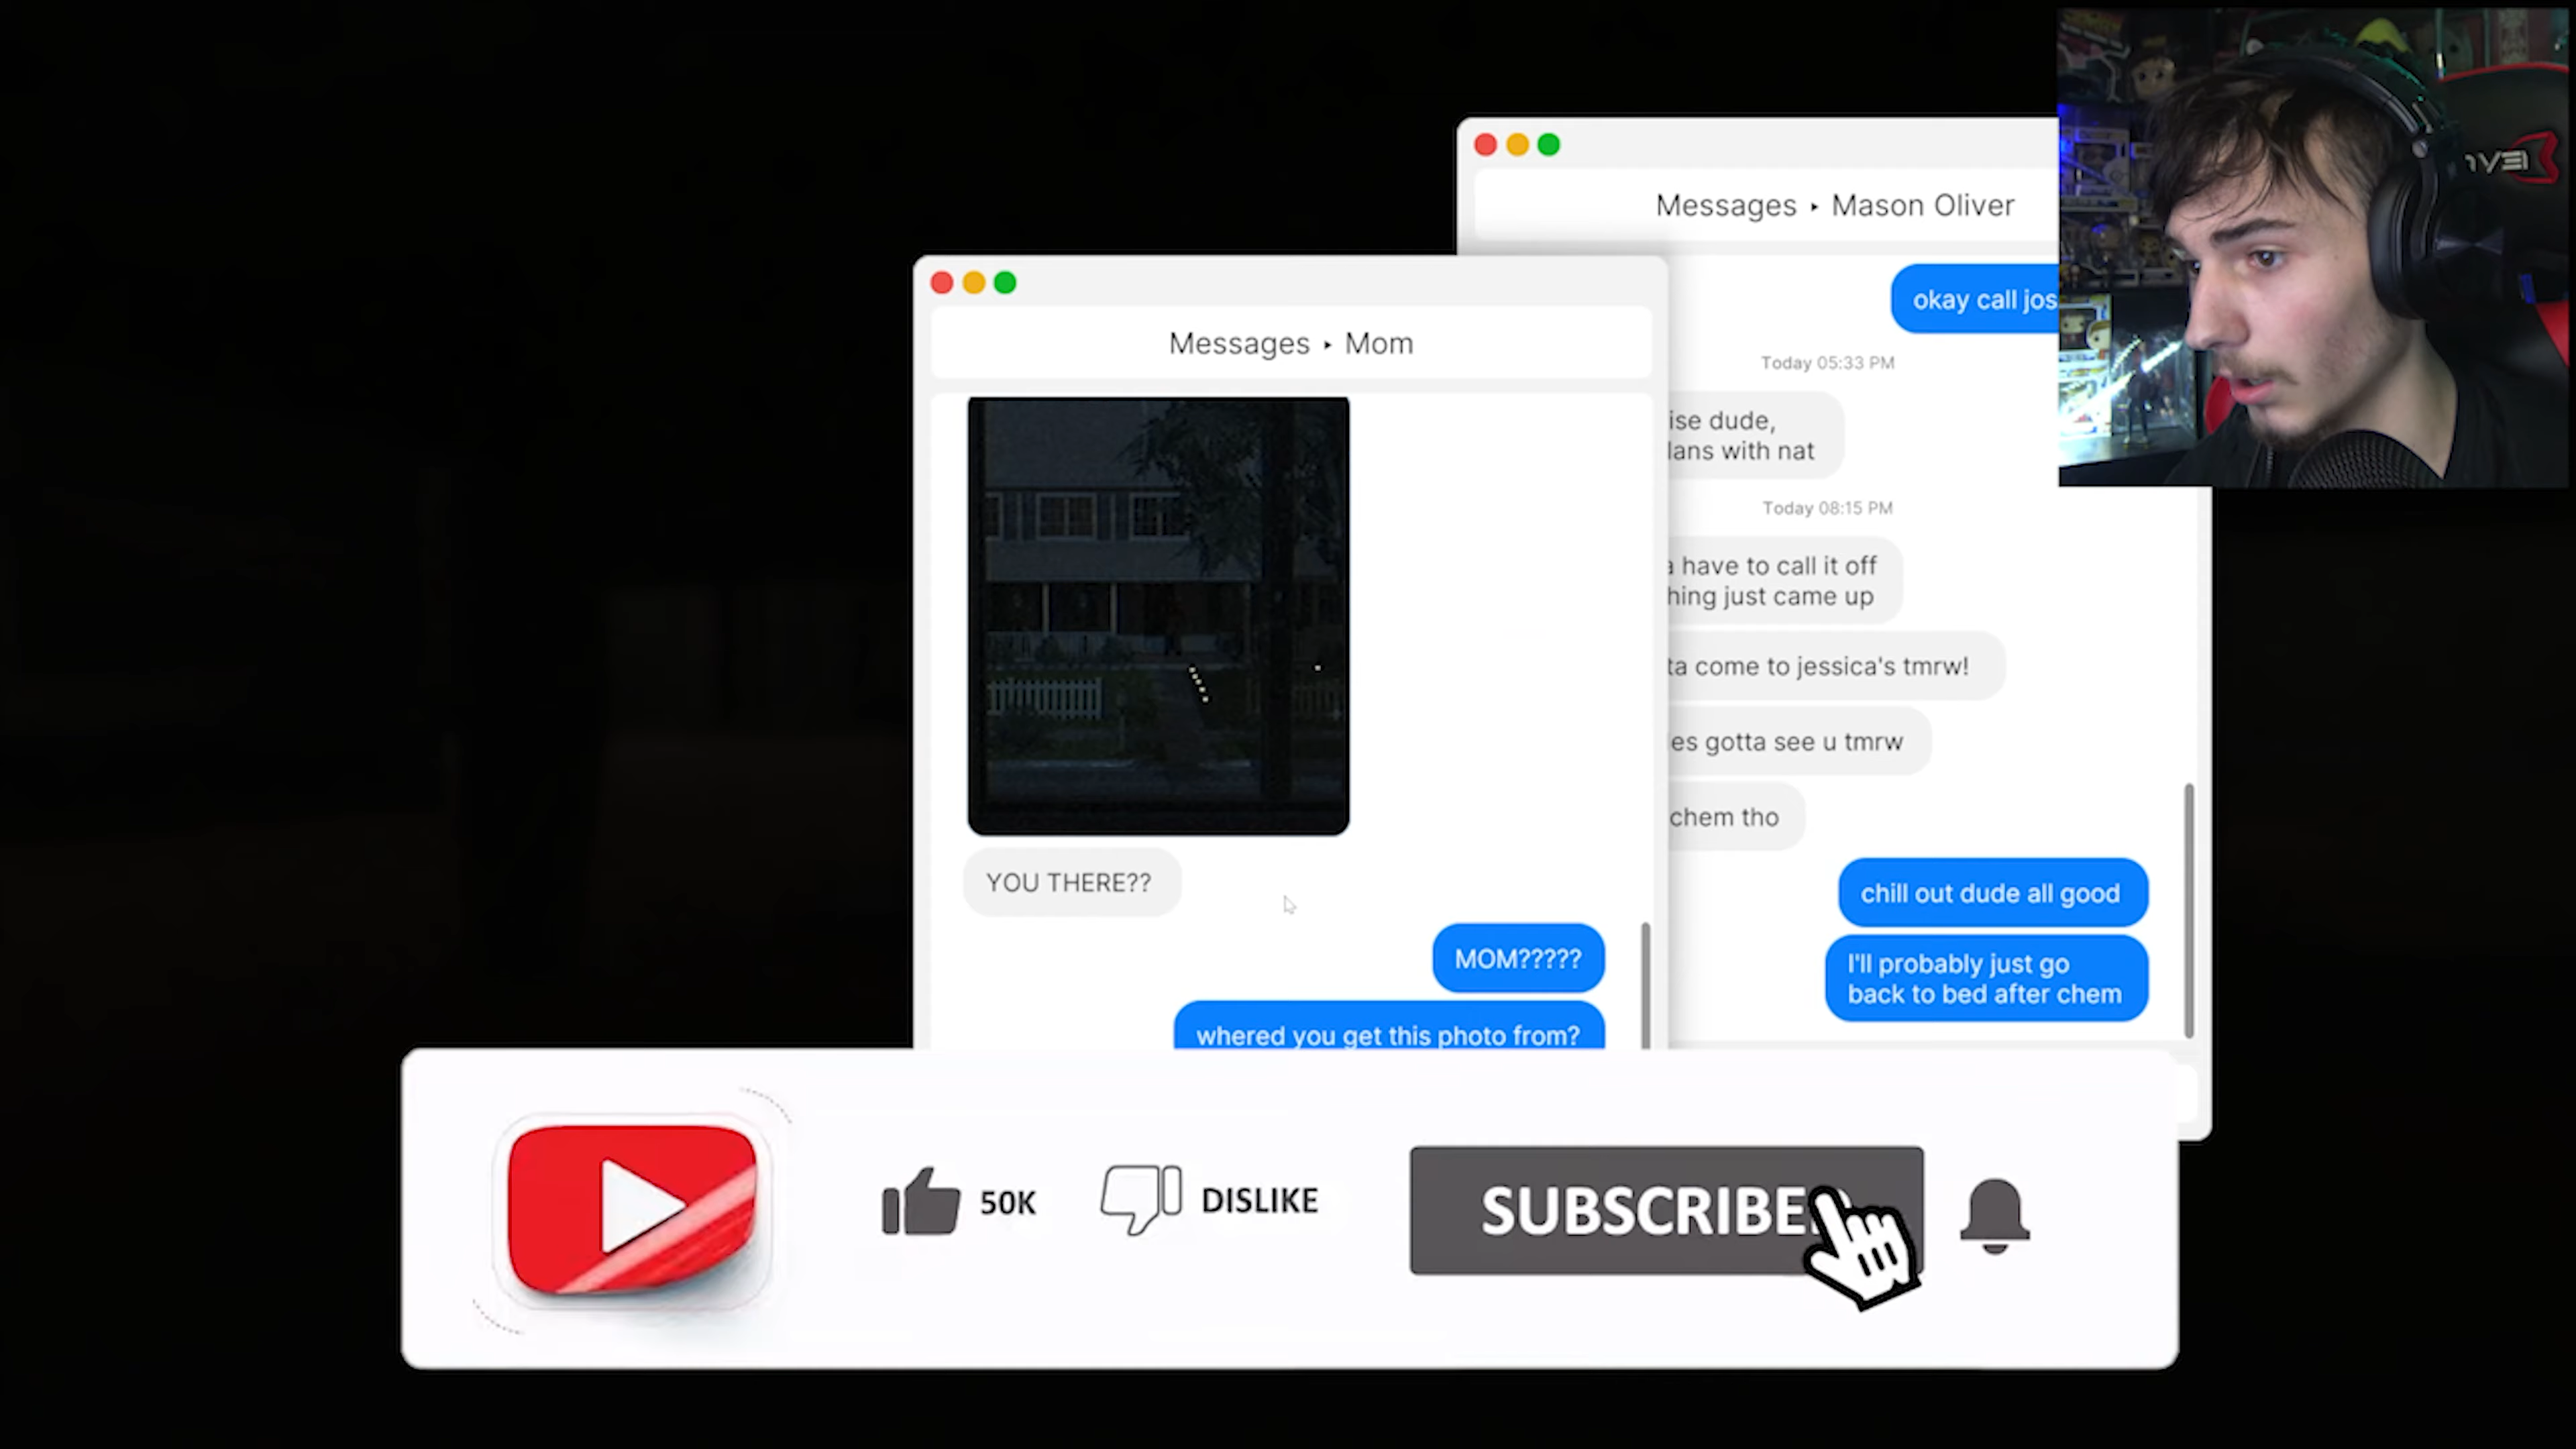 Messages ‣ Mason Oliver
okay call jos
Today 05:33 PM
ise dude,
lans with nat
Today 08:15 PM
have to call it off
hing just came up
ta come to jessica's tmrw!
es gotta see u tmrw
chem tho
chill out dude all good
I'll probably just go
back to bed after chem
Messages ‣ Mom
YOU THERE??
MOM?????
whered you get this photo from?
50K
DISLIKE
SUBSCRIBE